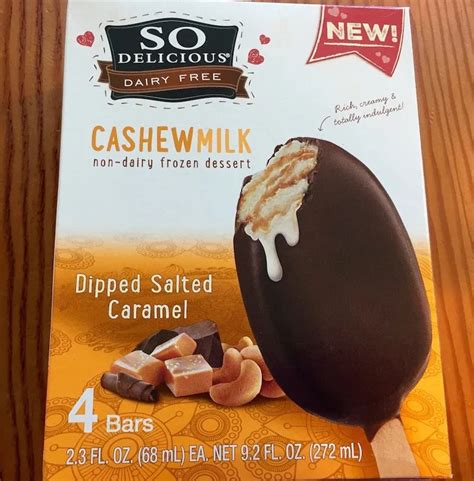 SO
DELICIOUS®
DAIRY FREE
NEW!
Rich, creamy &
totally indulgent!
CASHEWMILK
non-dairy frozen dessert
Dipped Salted
Caramel
4 Bars
2.3 FL. OZ. (68 mL) EA. NET 9.2 FL. OZ. (272 mL)